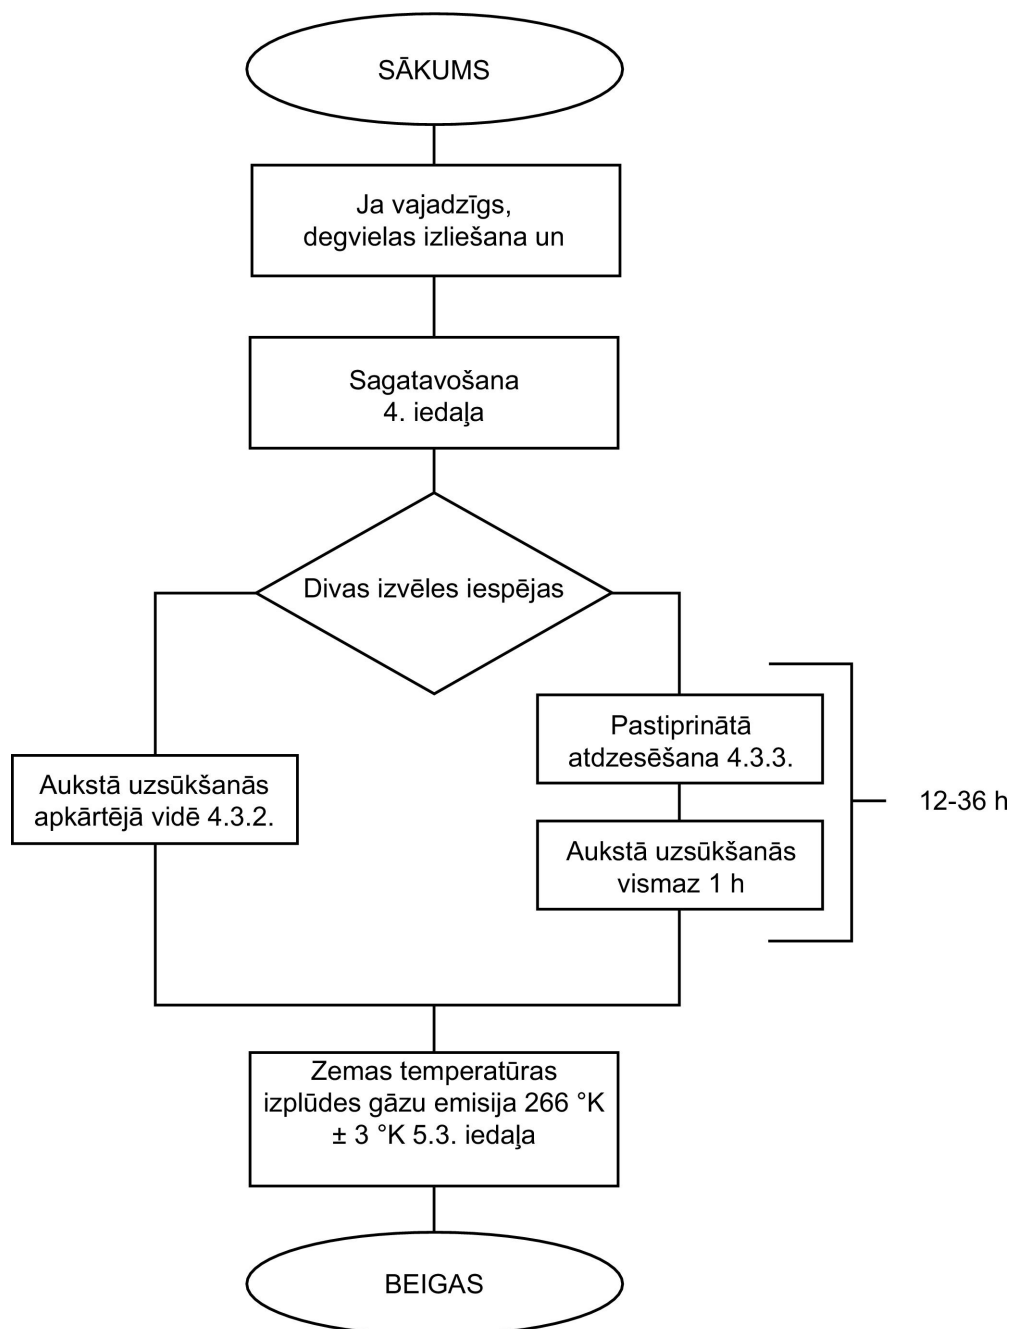 SĀKUMS
Ja vajadzīgs,
degvielas izliešana un
Sagatavošana
4. iedaļa
Divas izvēles iespējas
Pastiprinātā
atdzesēšana 4.3.3.
Aukstā uzsūkšanās
apkārtējā vidē 4.3.2.
12-36 h
Aukstā uzsūkšanās
vismaz 1 h
Zemas temperatūras
izplūdes gāzu emisija 266 °K
± 3 °K 5.3. iedaļa
BEIGAS